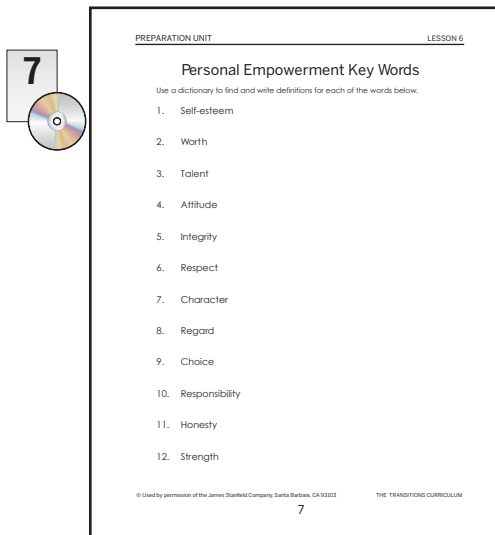 7
PREPARATION UNIT LESSON 6
Personal Empowerment Key Words
Use a dictionary to find and write definitions for each of the words below.
1. Self-esteem
2. Worth
3. Talent
4. Attitude
5. Integrity
6. Respect
7. Character
8. Regard
9. Choice
10. Responsibility
11. Honesty
12. Strength
© Used by permission of the James Stanfield Company, Santa Barbara, CA 93103 THE TRANSITIONS CURRICULUM
7